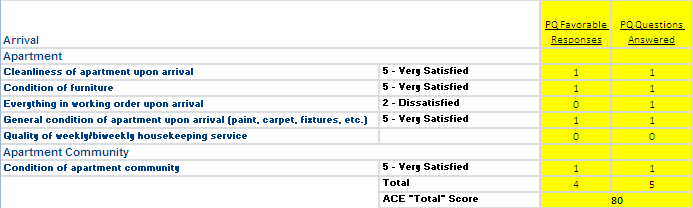 PQ Favorable PQ Questions
Arrival Responses Answered
Apartment
Cleanliness of apartment upon arrival 5 - Very Satisfied 1 1
Condition of furniture 5 - Very Satisfied 1 1
Everything in working order upon arrival 2 - Dissatisfied 0 1
General condition of apartment upon arrival (paint, carpet, fixtures, etc.) 5 - Very Satisfied 1 1
Quality of weekly/biweekly housekeeping service 0 0
Apartment Community
Condition of apartment community 5 - Very Satisfied 1 1
Total 4 5
ACE "Total" Score 80